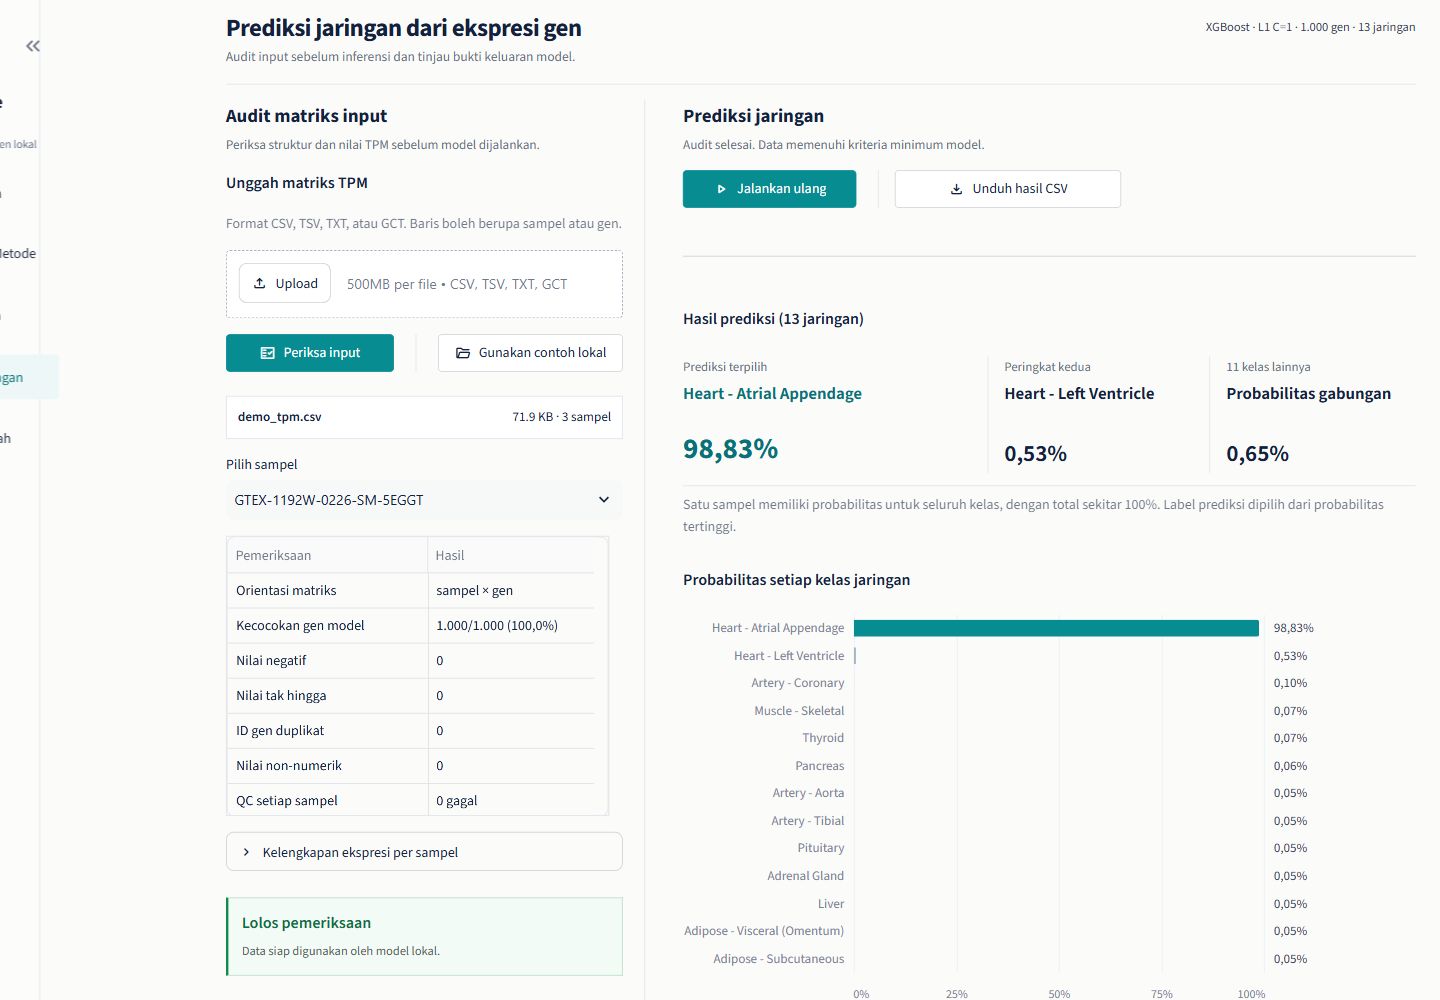 Prediksi jaringan dari ekspresi gen
XGBoost · L1 C=1 · 1.000 gen · 13 jaringan
Audit input sebelum inferensi dan tinjau bukti keluaran model.
en lokal
Audit matriks input
Periksa struktur dan nilai TPM sebelum model dijalankan.
Unggah matriks TPM
Format CSV, TSV, TXT, atau GCT. Baris boleh berupa sampel atau gen.
Upload
500MB per file • CSV, TSV, TXT, GCT
Periksa input
Gunakan contoh lokal
demo_tpm.csv
71.9 KB · 3 sampel
Pilih sampel
GTEX-1192W-0226-SM-5EGGT
Pemeriksaan Hasil
Orientasi matriks sampel × gen
Kecocokan gen model 1.000/1.000 (100,0%)
Nilai negatif 0
Nilai tak hingga 0
ID gen duplikat 0
Nilai non-numerik 0
QC setiap sampel 0 gagal
Kelengkapan ekspresi per sampel
Lolos pemeriksaan
Data siap digunakan oleh model lokal.
Prediksi jaringan
Audit selesai. Data memenuhi kriteria minimum model.
Jalankan ulang
Unduh hasil CSV
Hasil prediksi (13 jaringan)
Prediksi terpilih
Heart - Atrial Appendage
98,83%
Peringkat kedua
Heart - Left Ventricle
0,53%
11 kelas lainnya
Probabilitas gabungan
0,65%
Satu sampel memiliki probabilitas untuk seluruh kelas, dengan total sekitar 100%. Label prediksi dipilih dari probabilitas
tertinggi.
Probabilitas setiap kelas jaringan
Heart - Atrial Appendage 98,83%
Heart - Left Ventricle 0,53%
Artery - Coronary 0,10%
Muscle - Skeletal 0,07%
Thyroid 0,07%
Pancreas 0,06%
Artery - Aorta 0,05%
Artery - Tibial 0,05%
Pituitary 0,05%
Adrenal Gland 0,05%
Liver 0,05%
Adipose - Visceral (Omentum) 0,05%
Adipose - Subcutaneous 0,05%
0% 25% 50% 75% 100%